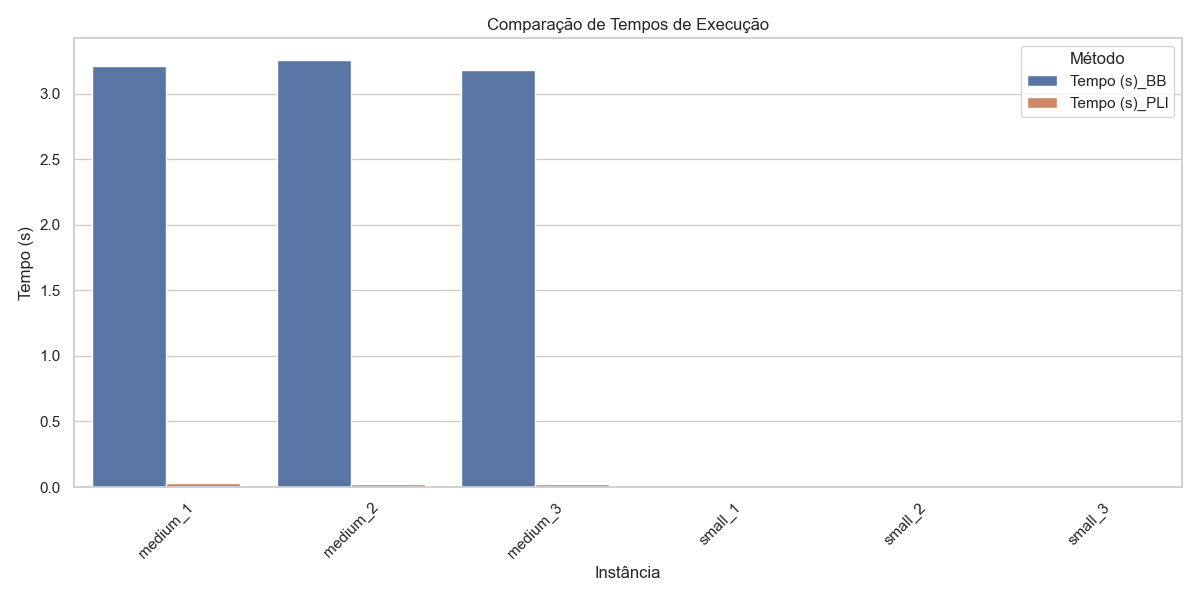 Comparação de Tempos de Execução
Método
Tempo (s)_BB
Tempo (s)_PLI
Tempo (s)
3.0
2.5
2.0
1.5
1.0
0.5
0.0
medium_1
medium_2
medium_3
small_1
small_2
small_3
Instância